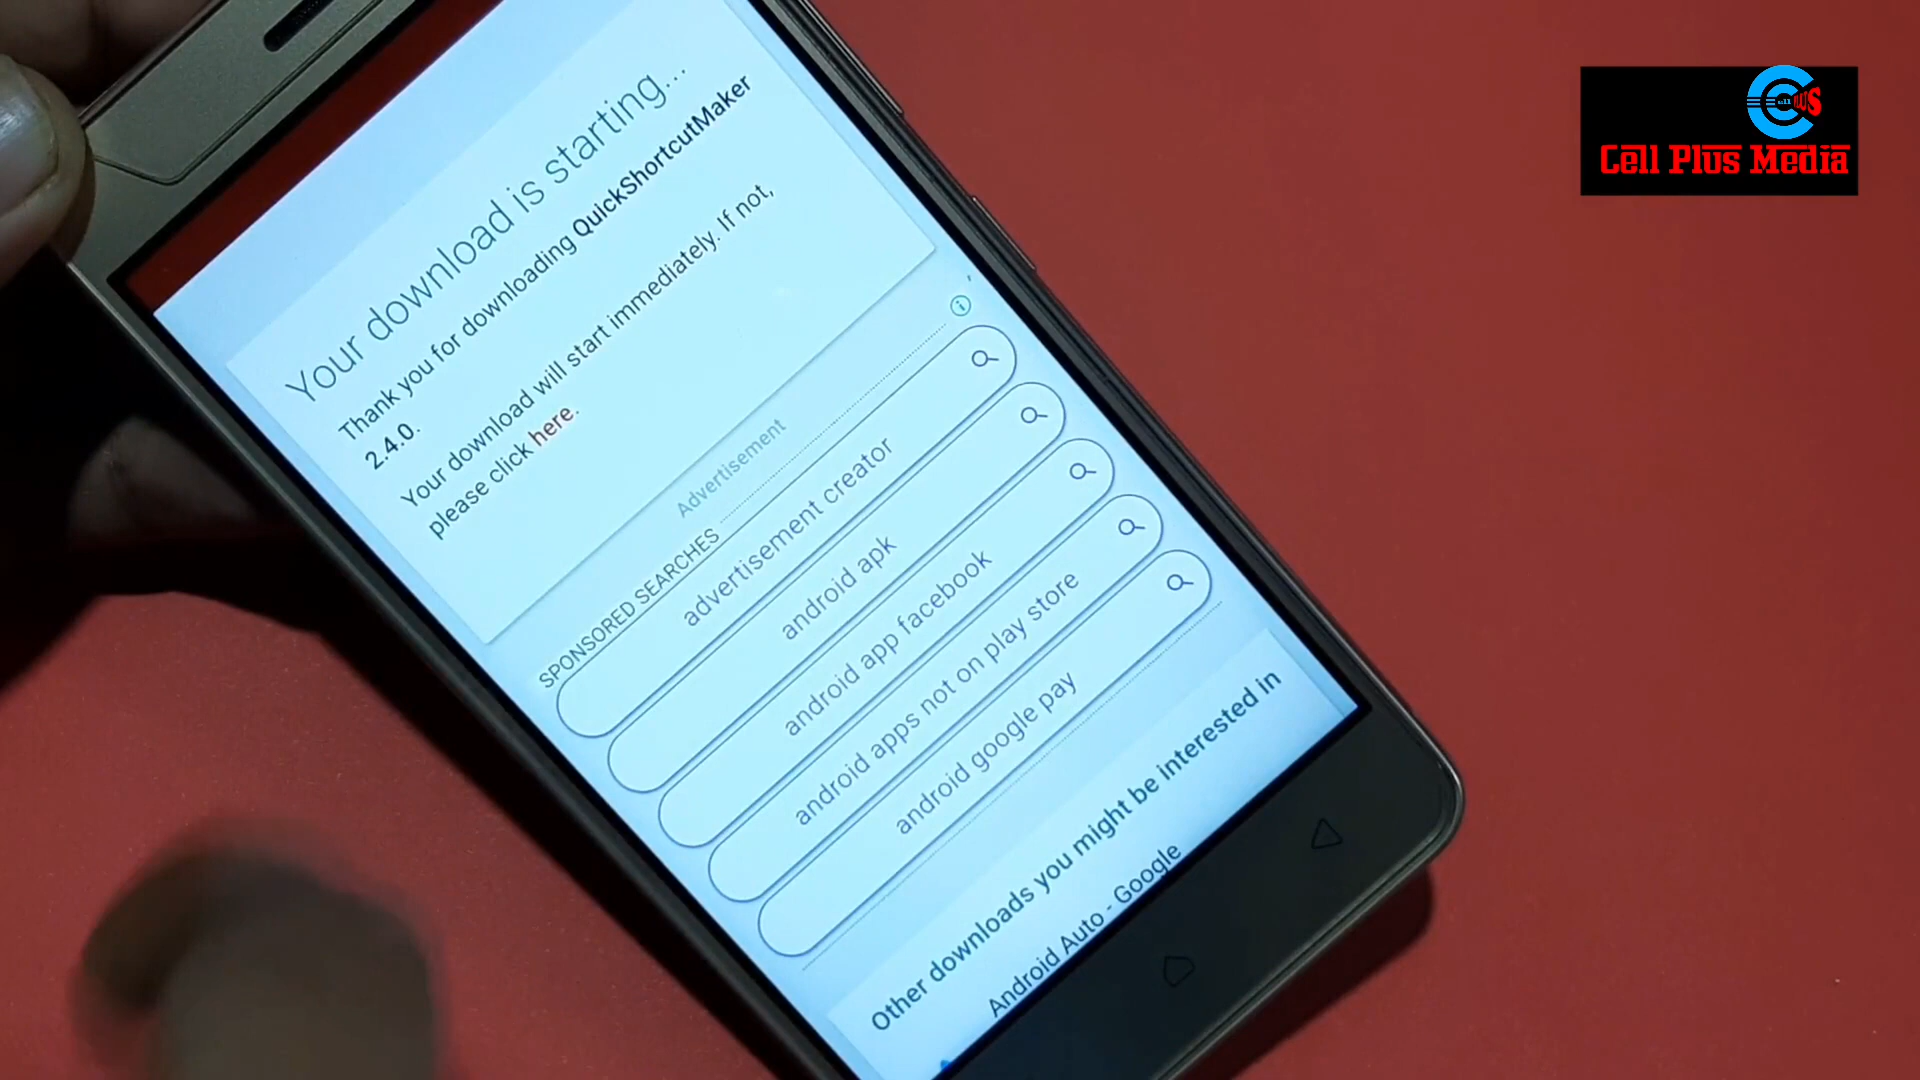 Your download is starting...
Thank you for downloading QuickShortcutMaker
2.4.0.
Your download will start immediately. If not,
please click here.
Advertisement
SPONSORED SEARCHES
advertisement creator
android apk
android app facebook
android apps not on play store
android google pay
Other downloads you might be interested in
Android Auto - Google
Cell PLUS
Cell Plus Media